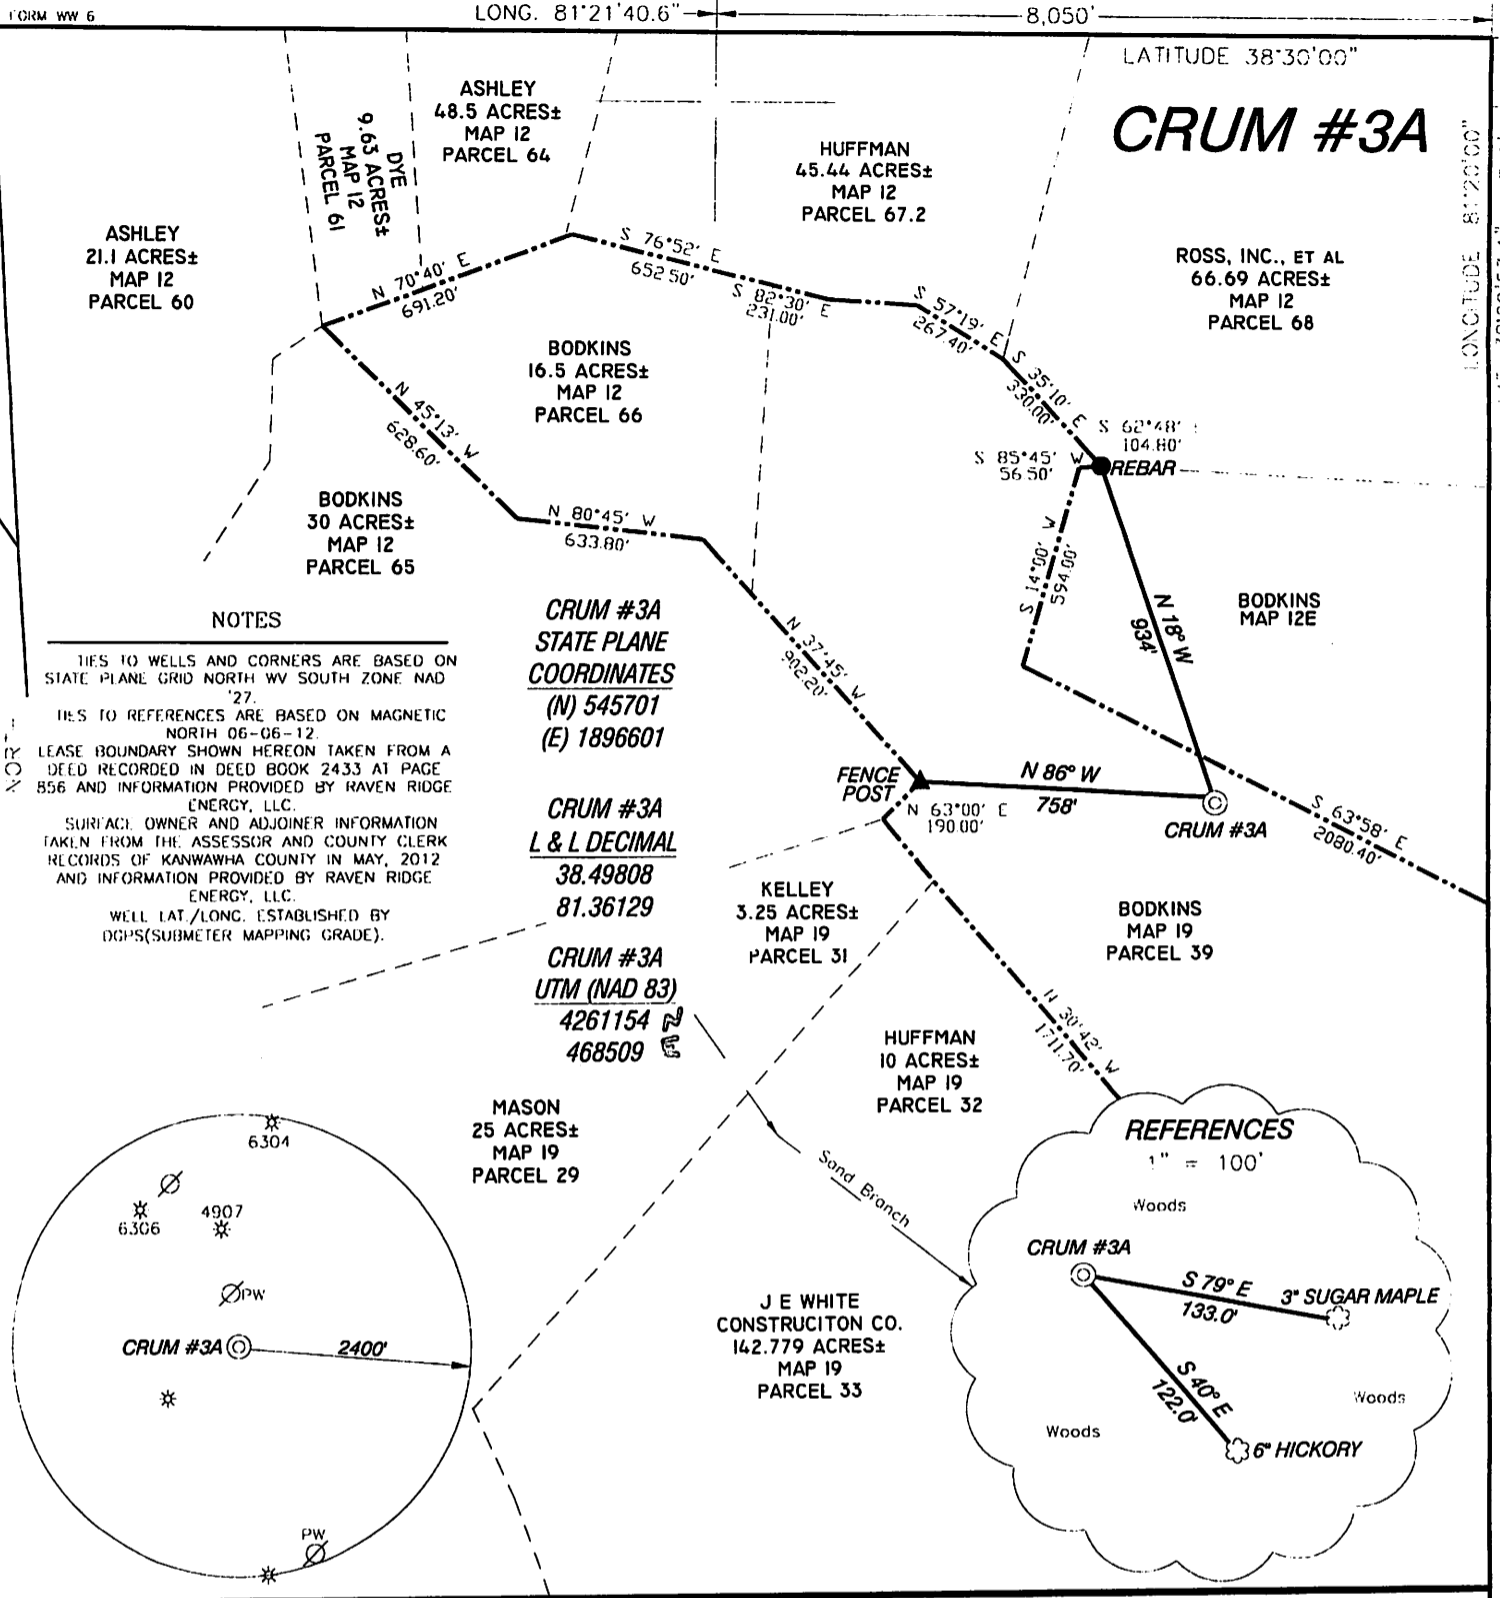 FORM WW 6
LONG. 81°21'40.6"
8,050'
LATITUDE 38°30'00"
CRUM #3A
LONGITUDE 81°20'00"
ASHLEY
48.5 ACRES±
MAP 12
PARCEL 64
DYE
9.63 ACRES±
MAP 12
PARCEL 61
HUFFMAN
45.44 ACRES±
MAP 12
PARCEL 67.2
ASHLEY
21.1 ACRES±
MAP 12
PARCEL 60
ROSS, INC., ET AL
66.69 ACRES±
MAP 12
PARCEL 68
N 70°40' E
691.20'
S 76°52' E
652.50'
S 82°30' E
231.00'
S 57°19' E
267.40'
S 35°10' E
330.00'
S 62°48'
104.80'
S 85°45' W
56.50'
REBAR
BODKINS
16.5 ACRES±
MAP 12
PARCEL 66
N 45°13' W
628.60'
BODKINS
30 ACRES±
MAP 12
PARCEL 65
N 80°45' W
633.80'
S 14°00' W
594.00'
N 18° W
934'
BODKINS
MAP 12E
NOTES
TIES TO WELLS AND CORNERS ARE BASED ON
STATE PLANE GRID NORTH WV SOUTH ZONE NAD
'27.
TIES TO REFERENCES ARE BASED ON MAGNETIC
NORTH 06-06-12.
LEASE BOUNDARY SHOWN HEREON TAKEN FROM A
DEED RECORDED IN DEED BOOK 2433 AT PAGE
856 AND INFORMATION PROVIDED BY RAVEN RIDGE
ENERGY, LLC.
SURFACE OWNER AND ADJOINER INFORMATION
TAKEN FROM THE ASSESSOR AND COUNTY CLERK
RECORDS OF KANWAWHA COUNTY IN MAY, 2012
AND INFORMATION PROVIDED BY RAVEN RIDGE
ENERGY, LLC.
WELL LAT./LONG. ESTABLISHED BY
DGPS(SUBMETER MAPPING GRADE).
CRUM #3A
STATE PLANE
COORDINATES
(N) 545701
(E) 1896601
N 37°45' W
902.20'
CRUM #3A
L & L DECIMAL
38.49808
81.36129
CRUM #3A
UTM (NAD 83)
4261154 N
468509 E
FENCE
POST
N 86° W
758'
N 63°00' E
190.00'
CRUM #3A
S 63°58' E
2080.40'
KELLEY
3.25 ACRES±
MAP 19
PARCEL 31
BODKINS
MAP 19
PARCEL 39
N 30°42' W
1711.70'
HUFFMAN
10 ACRES±
MAP 19
PARCEL 32
MASON
25 ACRES±
MAP 19
PARCEL 29
Sand Branch
J E WHITE
CONSTRUCITON CO.
142.779 ACRES±
MAP 19
PARCEL 33
6304
6306
4907
PW
CRUM #3A
2400'
PW
REFERENCES
1" = 100'
Woods
CRUM #3A
S 79° E
133.0'
3" SUGAR MAPLE
S 40° E
122.0'
Woods
Woods
6" HICKORY